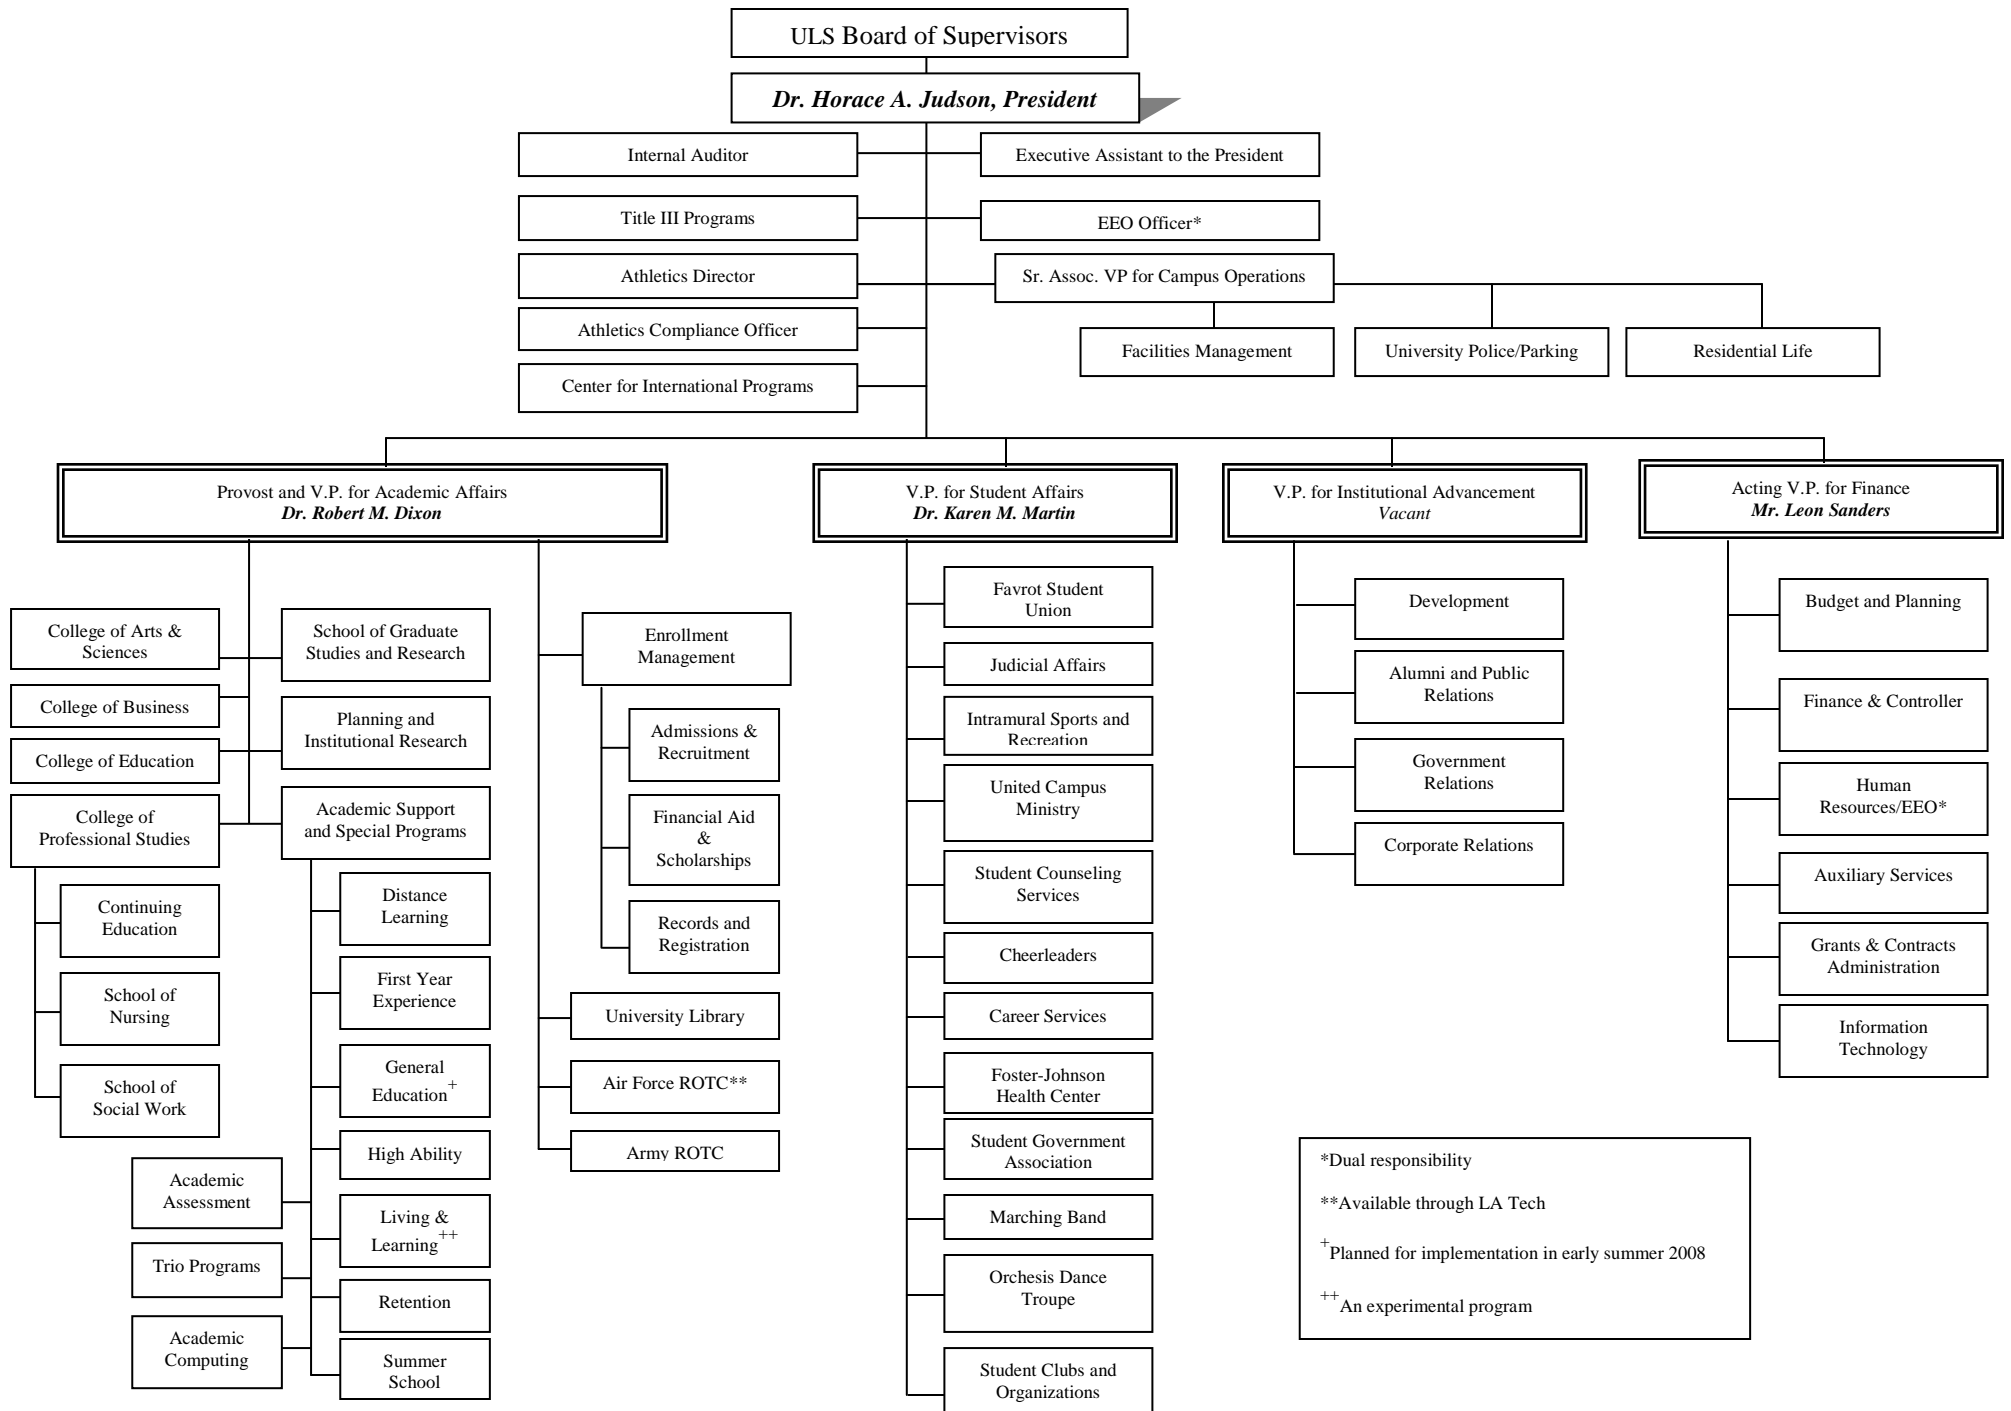 ULS Board of Supervisors
Dr. Horace A. Judson, President
Internal Auditor
Executive Assistant to the President
Title III Programs
EEO Officer*
Athletics Director
Sr. Assoc. VP for Campus Operations
Athletics Compliance Officer
Facilities Management
University Police/Parking
Residential Life
Center for International Programs
Provost and V.P. for Academic Affairs
Dr. Robert M. Dixon
V.P. for Student Affairs
Dr. Karen M. Martin
V.P. for Institutional Advancement
Vacant
Acting V.P. for Finance
Mr. Leon Sanders
College of Arts &
Sciences
College of Business
College of Education
College of
Professional Studies
Continuing
Education
School of
Nursing
School of
Social Work
School of Graduate
Studies and Research
Planning and
Institutional Research
Academic Support
and Special Programs
Distance
Learning
First Year
Experience
General
Education+
High Ability
Living &
Learning++
Retention
Summer
School
Academic
Assessment
Trio Programs
Academic
Computing
Enrollment
Management
Admissions &
Recruitment
Financial Aid
&
Scholarships
Records and
Registration
University Library
Air Force ROTC**
Army ROTC
Favrot Student
Union
Judicial Affairs
Intramural Sports and
Recreation
United Campus
Ministry
Student Counseling
Services
Cheerleaders
Career Services
Foster-Johnson
Health Center
Student Government
Association
Marching Band
Orchesis Dance
Troupe
Student Clubs and
Organizations
Development
Alumni and Public
Relations
Government
Relations
Corporate Relations
Budget and Planning
Finance & Controller
Human
Resources/EEO*
Auxiliary Services
Grants & Contracts
Administration
Information
Technology
*Dual responsibility
**Available through LA Tech
+Planned for implementation in early summer 2008
++An experimental program